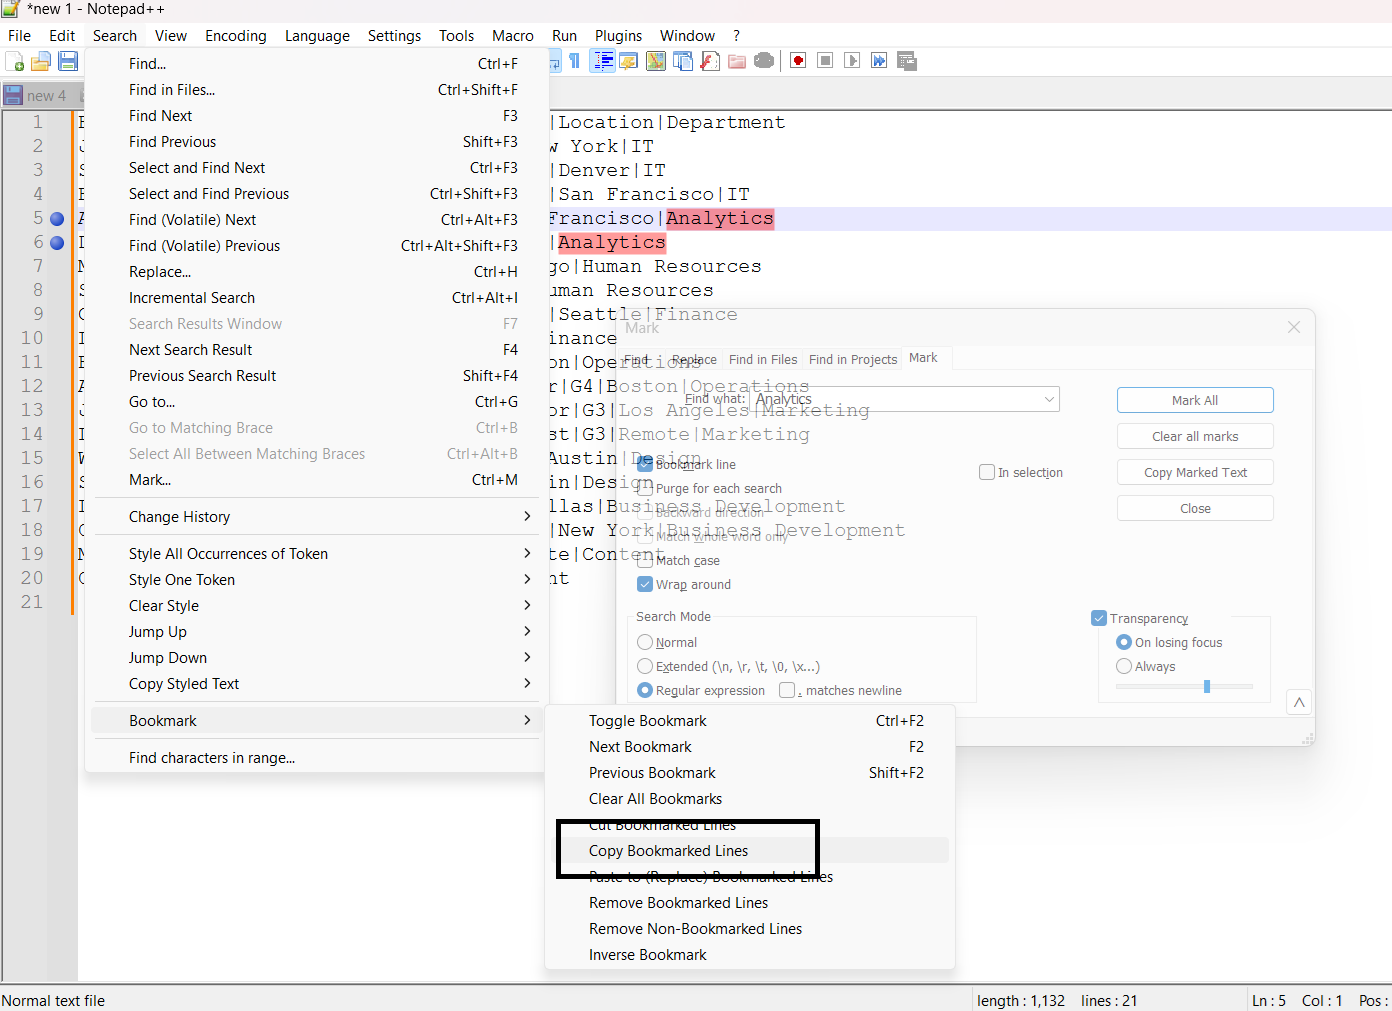 *new 1 - Notepad++
File Edit Search View Encoding Language Settings Tools Macro Run Plugins Window ?
new 4
Find... Ctrl+F
Find in Files... Ctrl+Shift+F
Find Next F3
Find Previous Shift+F3
Select and Find Next Ctrl+F3
Select and Find Previous Ctrl+Shift+F3
Find (Volatile) Next Ctrl+Alt+F3
Find (Volatile) Previous Ctrl+Alt+Shift+F3
Replace... Ctrl+H
Incremental Search Ctrl+Alt+I
Search Results Window F7
Next Search Result F4
Previous Search Result Shift+F4
Go to... Ctrl+G
Go to Matching Brace Ctrl+B
Select All Between Matching Braces Ctrl+Alt+B
Mark... Ctrl+M
Change History
Style All Occurrences of Token
Style One Token
Clear Style
Jump Up
Jump Down
Copy Styled Text
Bookmark
Find characters in range...
Toggle Bookmark Ctrl+F2
Next Bookmark F2
Previous Bookmark Shift+F2
Clear All Bookmarks
Cut Bookmarked Lines
Copy Bookmarked Lines
Paste to (Replace) Bookmarked Lines
Remove Bookmarked Lines
Remove Non-Bookmarked Lines
Inverse Bookmark
1 |Location|Department
2 w York|IT
3 |Denver|IT
4 |San Francisco|IT
5 Francisco|Analytics
6 |Analytics
7 go|Human Resources
8 uman Resources
9 |Seattle|Finance
10 inance
11 on|Operations
12 r|G4|Boston|Operations
13 or|G3|Los Angeles|Marketing
14 st|G3|Remote|Marketing
15 Austin|Design
16 in|Design
17 llas|Business Development
18 |New York|Business Development
19 te|Content
20 nt
21
Mark
Find Replace Find in Files Find in Projects Mark
Find what: Analytics
Mark All
Clear all marks
Copy Marked Text
Close
Bookmark line
In selection
Purge for each search
Backward direction
Match whole word only
Match case
Wrap around
Search Mode
Normal
Extended (\n, \r, \t, \0, \x...)
Regular expression
. matches newline
Transparency
On losing focus
Always
Normal text file length : 1,132 lines : 21 Ln : 5 Col : 1 Pos :